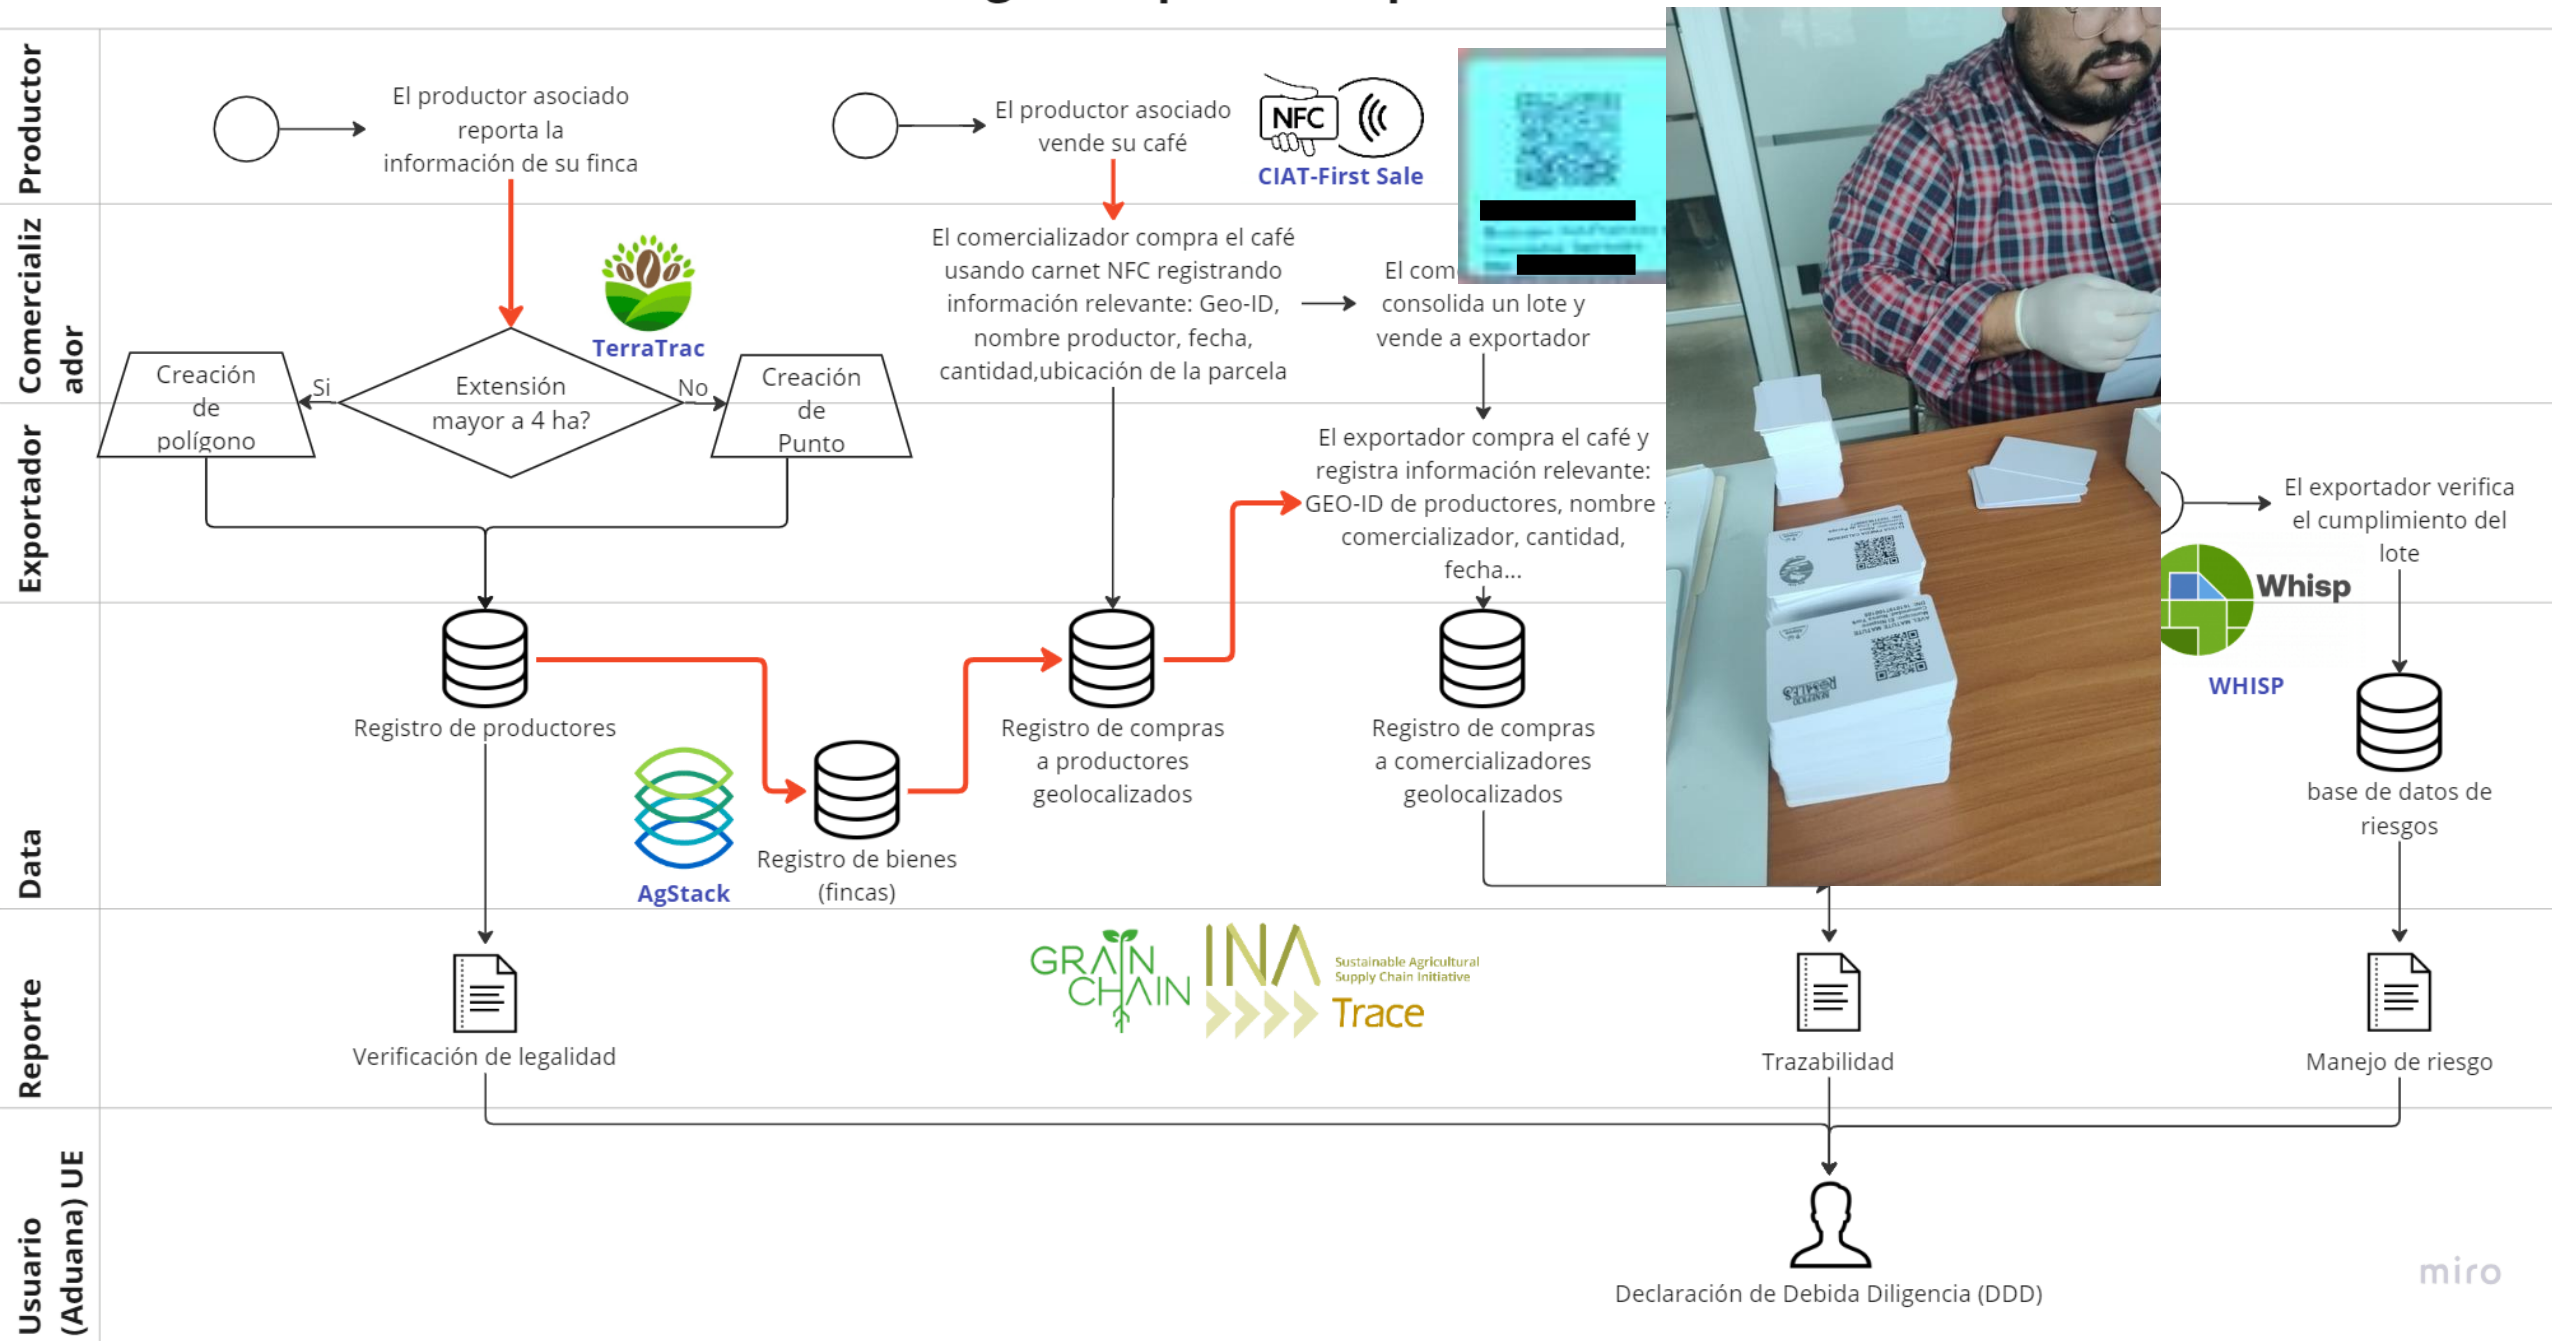 Productor
El productor asociado
reporta la
información de su finca
El productor asociado
vende su café
NFC
CIAT-First Sale
Comercializ
ador
TerraTrac
Creación
de
polígono
Si
Extensión
mayor a 4 ha?
No
Creación
de
Punto
El comercializador compra el café
usando carnet NFC registrando
información relevante: Geo-ID,
nombre productor, fecha,
cantidad,ubicación de la parcela
El com
consolida un lote y
vende a exportador
Exportador
El exportador compra el café y
registra información relevante:
GEO-ID de productores, nombre
comercializador, cantidad,
fecha...
El exportador verifica
el cumplimiento del
lote
Whisp
WHISP
Data
Registro de productores
AgStack
Registro de bienes
(fincas)
Registro de compras
a productores
geolocalizados
Registro de compras
a comercializadores
geolocalizados
base de datos de
riesgos
Reporte
Verificación de legalidad
GRAIN
CHAIN
INA
Sustainable Agricultural
Supply Chain Initiative
Trace
Trazabilidad
Manejo de riesgo
Usuario
(Aduana) UE
Declaración de Debida Diligencia (DDD)
miro